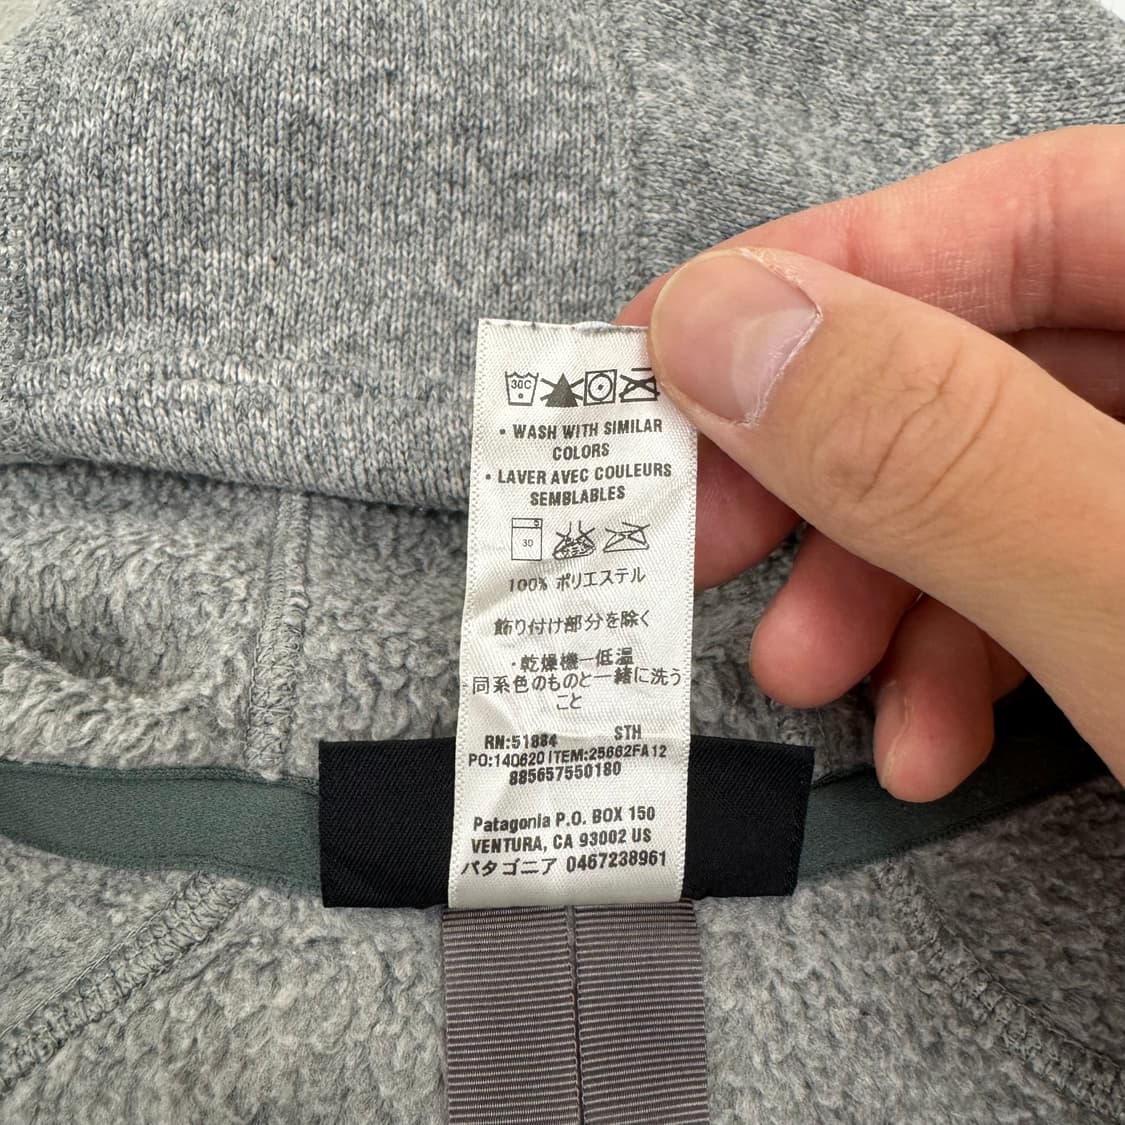 30C
• WASH WITH SIMILAR
COLORS
• LAVER AVEC COULEURS
SEMBLABLES
30
100% ポリエステル
飾り付け部分を除く
・乾燥機ー低温
同系色のものと一緒に洗う
こと
RN:51884 STH
PO:140620 ITEM:25662FA12
885657550180
Patagonia P.O. BOX 150
VENTURA, CA 93002 US
パタゴニア 0467238961